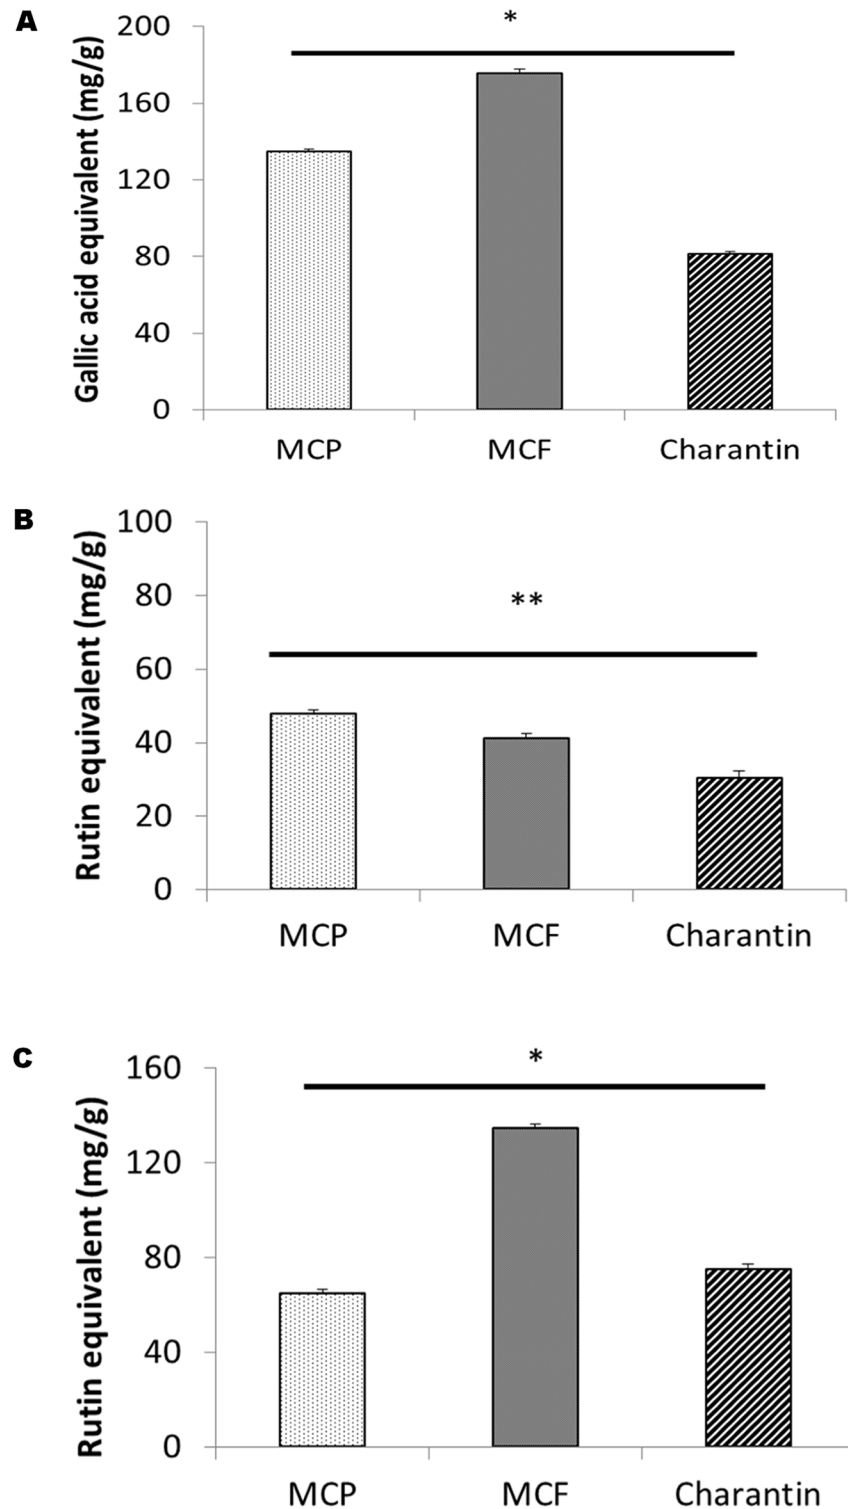 A
*
Gallic acid equivalent (mg/g)
200
160
120
80
40
0
MCP MCF Charantin
B
**
Rutin equivalent (mg/g)
100
80
60
40
20
0
MCP MCF Charantin
C
*
Rutin equivalent (mg/g)
160
120
80
40
0
MCP MCF Charantin